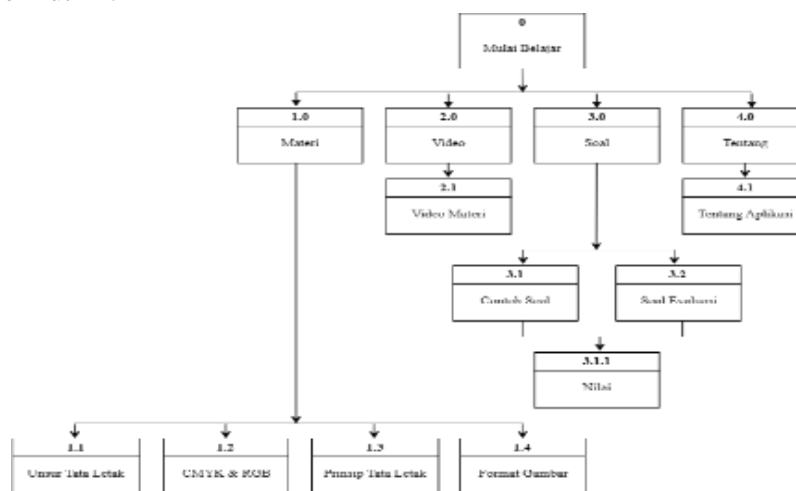 0
Mulai Belajar
1.0
Materi
2.0
Video
3.0
Soal
4.0
Tentang
2.1
Video Materi
4.1
Tentang Aplikasi
3.1
Contoh Soal
3.2
Soal Evaluasi
3.1.1
Nilai
1.1
Unsur Tata Letak
1.2
CMYK & RGB
1.3
Prinsip Tata Letak
1.4
Format Gambar